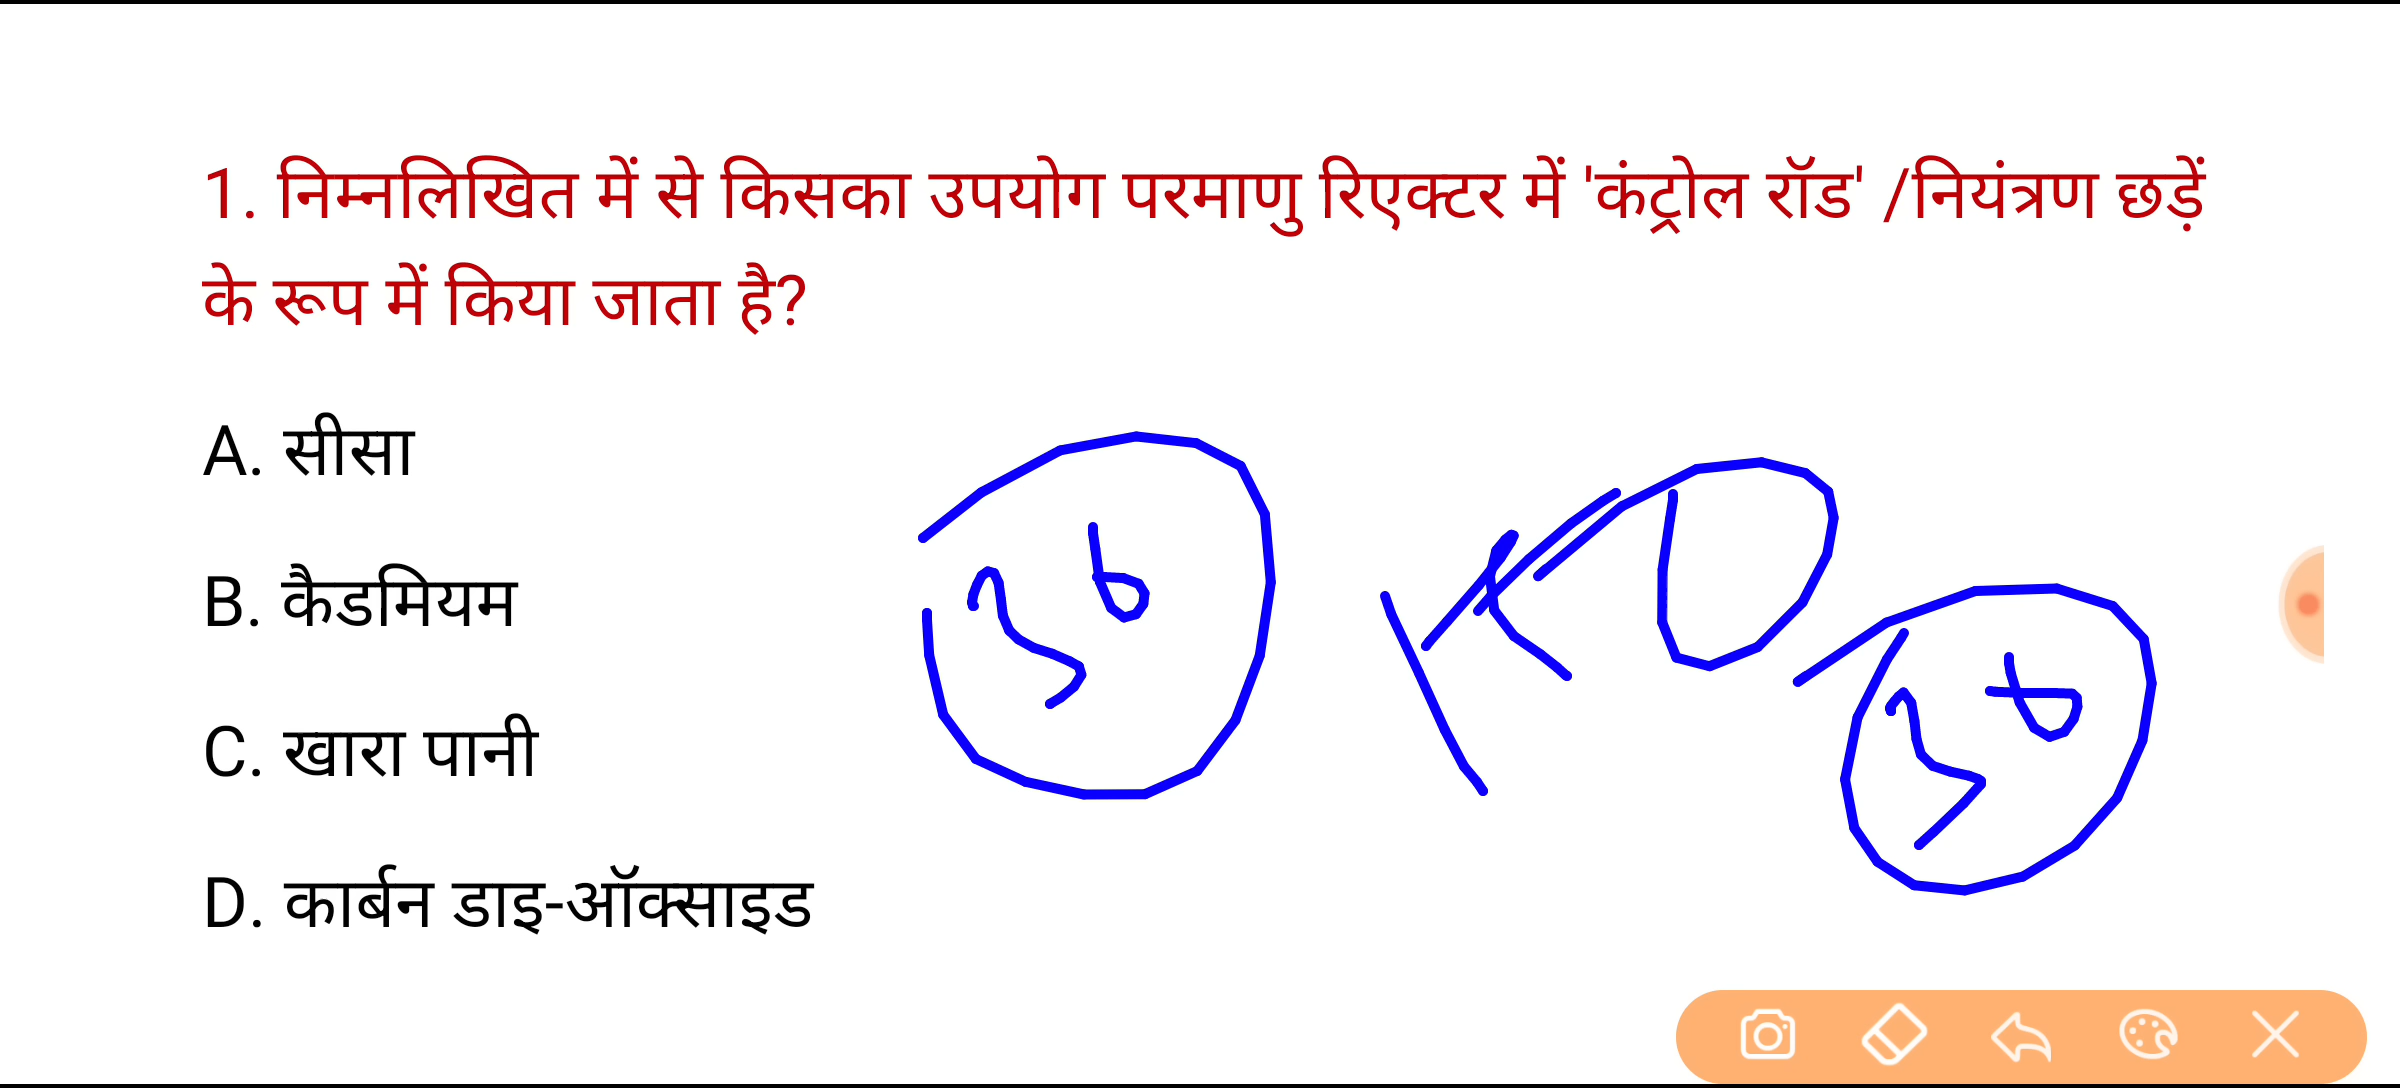 1. निम्नलिखित में से किसका उपयोग परमाणु रिएक्टर में 'कंट्रोल रॉड' /नियंत्रण छड़ें
के रूप में किया जाता है?
A. सीसा
B. कैडमियम
C. खारा पानी
D. कार्बन डाइ-ऑक्साइड